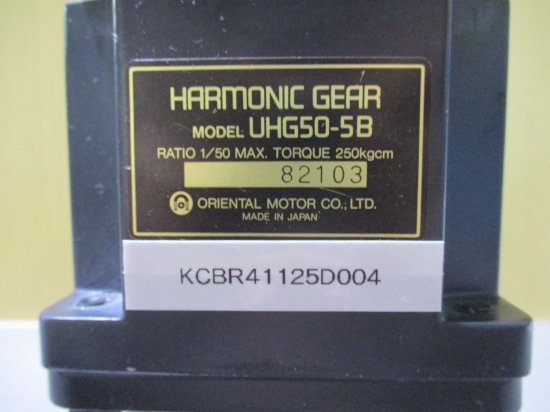 HARMONIC GEAR
MODEL UHG50-5B
RATIO 1/50 MAX. TORQUE 250kgcm
82103
ORIENTAL MOTOR CO., LTD.
MADE IN JAPAN
KCBR41125D004